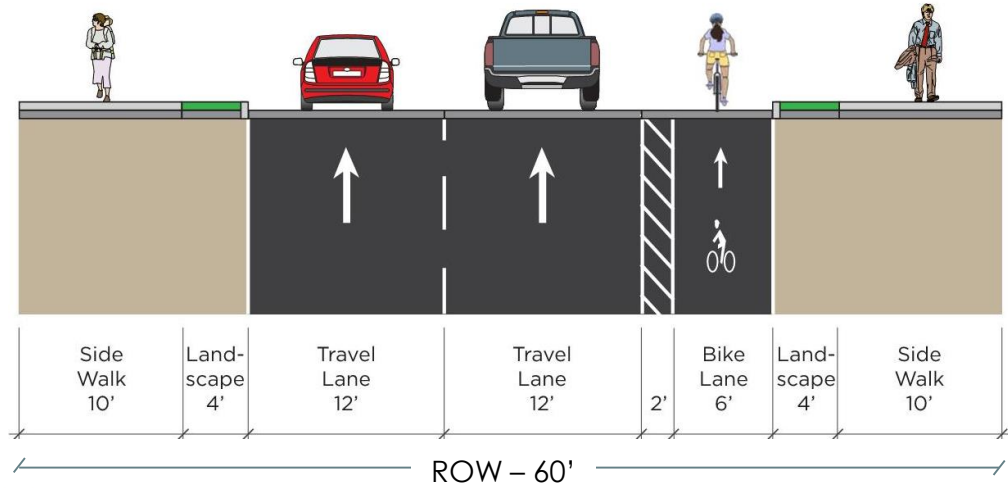 Side
Walk
10'
Land-
scape
4'
Travel
Lane
12'
Travel
Lane
12'
2'
Bike
Lane
6'
Land-
scape
4'
Side
Walk
10'
ROW – 60'